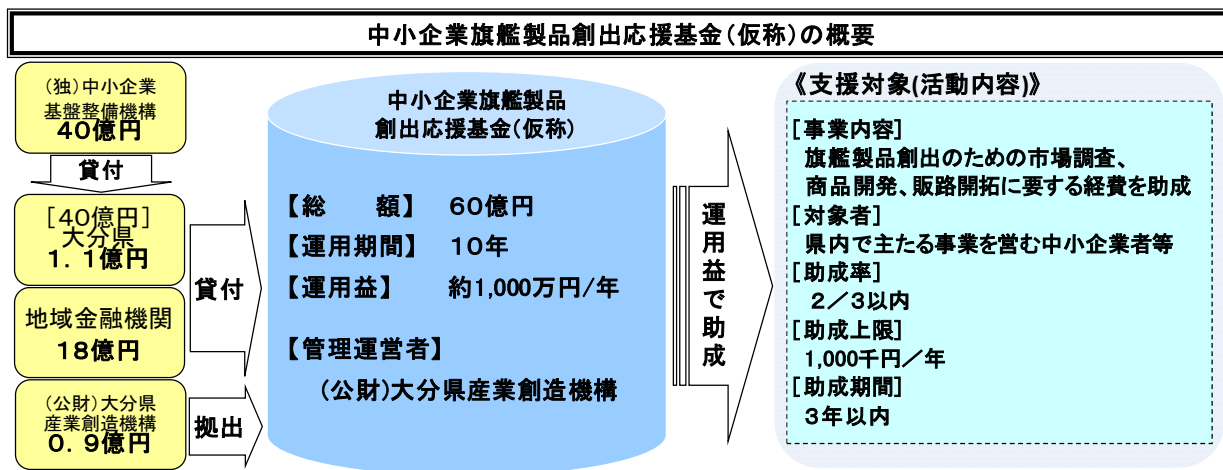 中小企業旗艦製品創出応援基金(仮称)の概要
(独)中小企業
基盤整備機構
40億円
貸付
[40億円]
大分県
1.1億円
地域金融機関
18億円
(公財)大分県
産業創造機構
0.9億円
貸付
拠出
中小企業旗艦製品
創出応援基金(仮称)
【総　額】 60億円
【運用期間】 10年
【運用益】 約1,000万円/年
【管理運営者】
(公財)大分県産業創造機構
運用益で助成
《支援対象(活動内容)》
[事業内容]
旗艦製品創出のための市場調査、
商品開発、販路開拓に要する経費を助成
[対象者]
県内で主たる事業を営む中小企業者等
[助成率]
2/3以内
[助成上限]
1,000千円/年
[助成期間]
3年以内